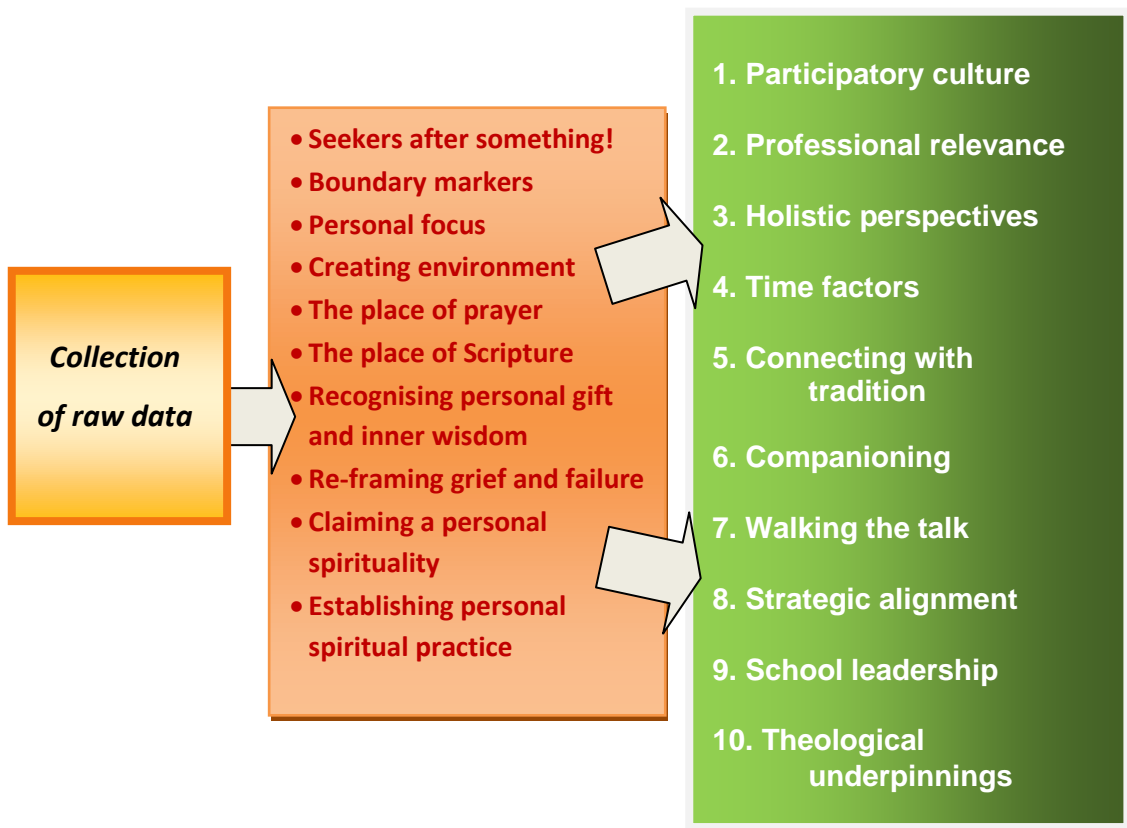 Collection
of raw data
• Seekers after something!
• Boundary markers
• Personal focus
• Creating environment
• The place of prayer
• The place of Scripture
• Recognising personal gift
and inner wisdom
• Re-framing grief and failure
• Claiming a personal
spirituality
• Establishing personal
spiritual practice
1. Participatory culture
2. Professional relevance
3. Holistic perspectives
4. Time factors
5. Connecting with
tradition
6. Companioning
7. Walking the talk
8. Strategic alignment
9. School leadership
10. Theological
underpinnings